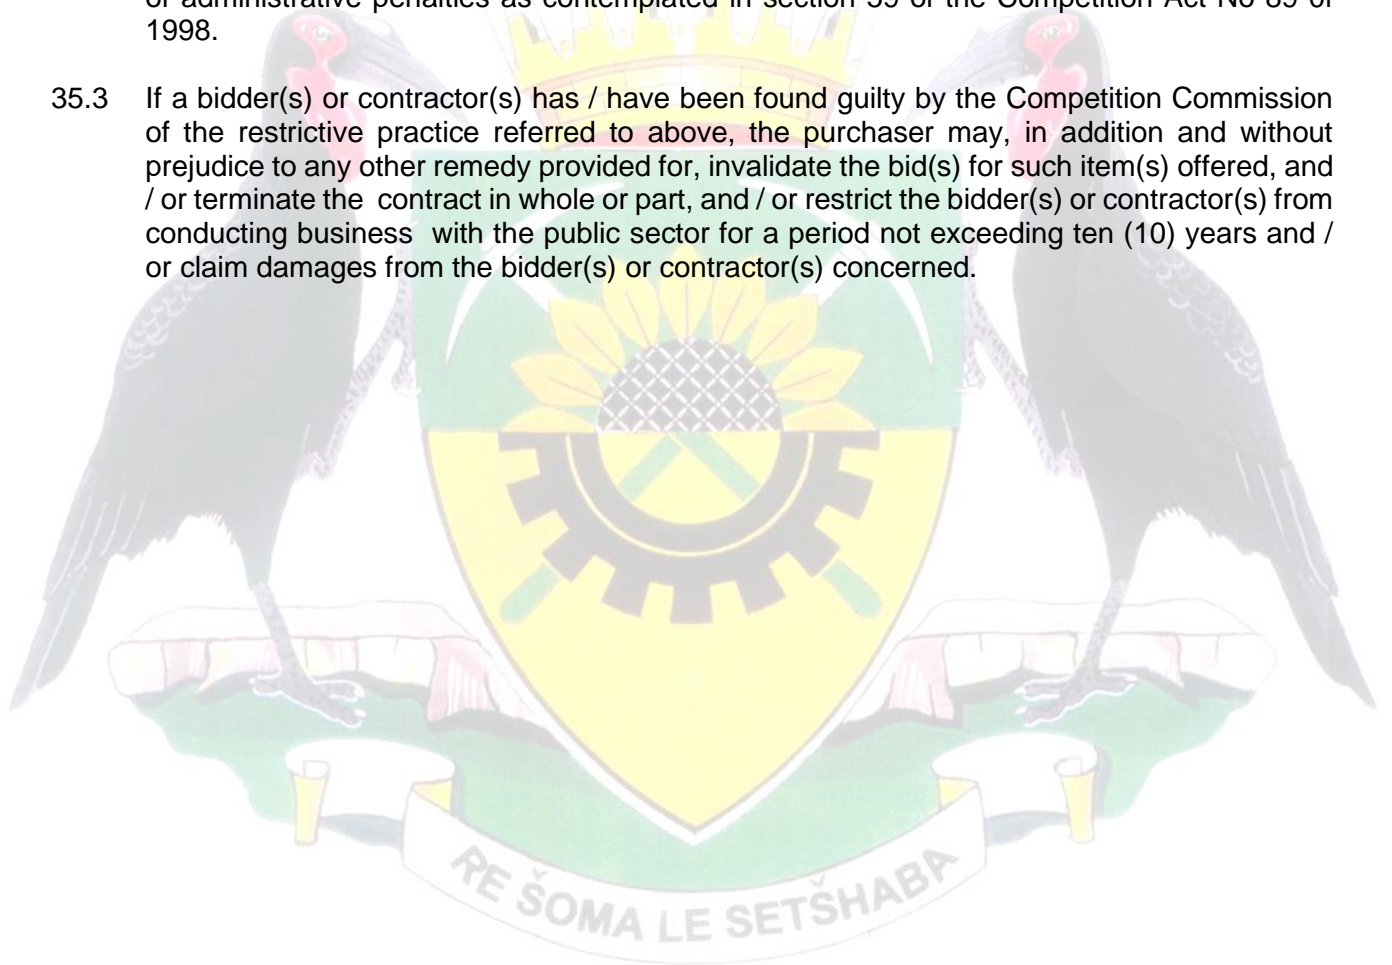 of administrative penalties as contemplated in section 59 of the Competition Act No 89 of
1998.
35.3 If a bidder(s) or contractor(s) has / have been found guilty by the Competition Commission
of the restrictive practice referred to above, the purchaser may, in addition and without
prejudice to any other remedy provided for, invalidate the bid(s) for such item(s) offered, and
/ or terminate the contract in whole or part, and / or restrict the bidder(s) or contractor(s) from
conducting business with the public sector for a period not exceeding ten (10) years and /
or claim damages from the bidder(s) or contractor(s) concerned.
RE ŠOMA LE SETŠHABA